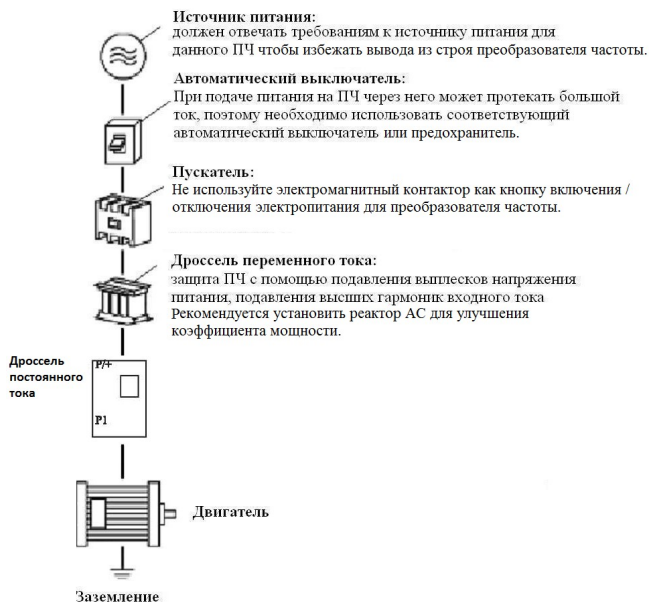 Источник питания:
должен отвечать требованиям к источнику питания для
данного ПЧ чтобы избежать вывода из строя преобразователя частоты.
Автоматический выключатель:
При подаче питания на ПЧ через него может протекать большой
ток, поэтому необходимо использовать соответствующий
автоматический выключатель или предохранитель.
Пускатель:
Не используйте электромагнитный контактор как кнопку включения /
отключения электропитания для преобразователя частоты.
Дроссель переменного тока:
защита ПЧ с помощью подавления выплесков напряжения
питания, подавления высших гармоник входного тока
Рекомендуется установить реактор АС для улучшения
коэффициента мощности.
Дроссель
постоянного
тока
P/+
P1
Двигатель
Заземление